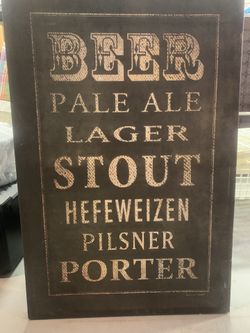 BEER
PALE ALE
LAGER
STOUT
HEFEWEIZEN
PILSNER
PORTER